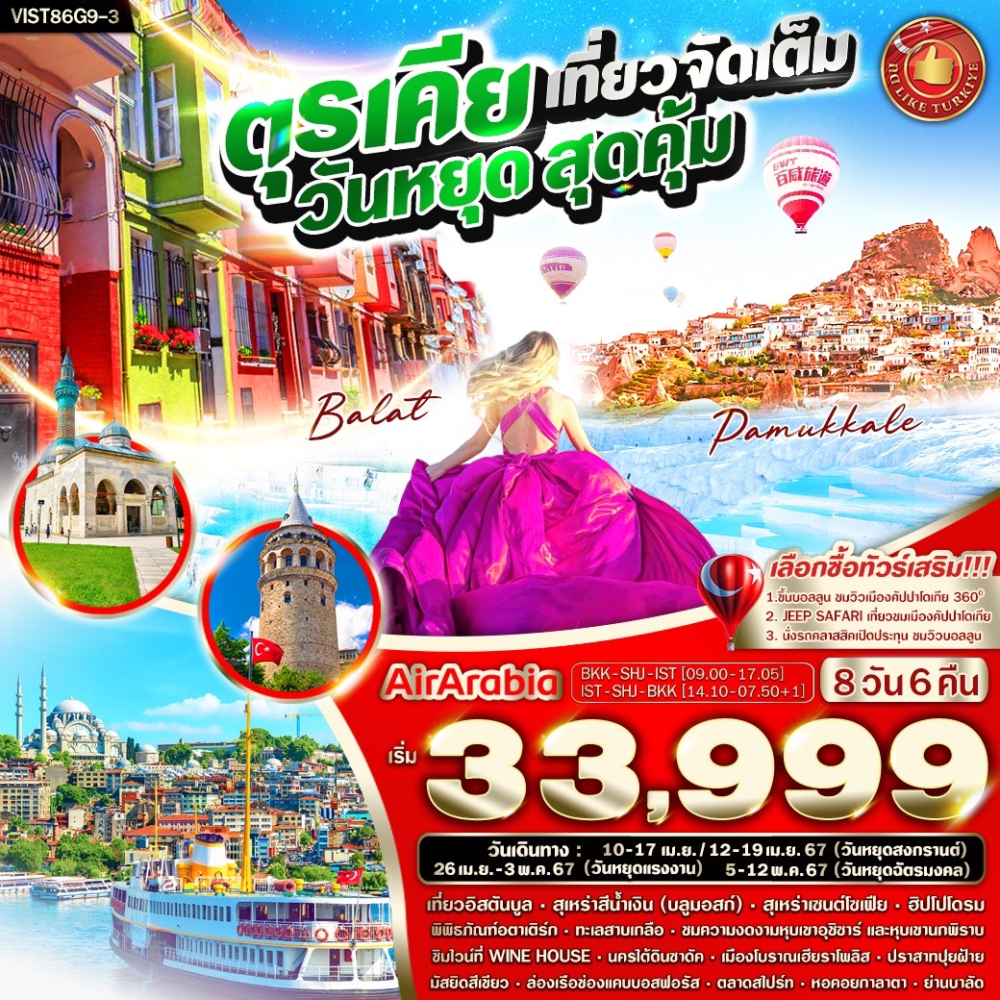 VIST86G9-3
ตุรเคีย เที่ยว จัดเต็ม
วันหยุด สุดคุ้ม
กด LIKE TURKIYE
BWT
百威旅遊
Balat
Pamukkale
เลือกซื้อทัวร์เสริม!!!
1.ขึ้นบอลลูน ชมวิวเมืองคัปปาโดเกีย 360°
2. JEEP SAFARI เที่ยวชมเมืองคัปปาโดเกีย
3. นั่งรถคลาสสิคเปิดประทุน ชมวิวบอลลูน
AirArabia
BKK-SHJ-IST [09.00-17.05]
IST-SHJ-BKK [14.10-07.50+1]
8 วัน 6 คืน
เริ่ม 33,999
วันเดินทาง : 10-17 เม.ย./ 12-19 เม.ย. 67 (วันหยุดสงกรานต์)
26 เม.ย.-3 พ.ค.67 (วันหยุดแรงงาน) 5-12 พ.ค.67 (วันหยุดฉัตรมงคล)
เที่ยวอิสตันบูล • สุเหร่าสีน้ำเงิน (บลูมอสก์) • สุเหร่าเซนต์โซเฟีย • ฮิปโปโดรม
พิพิธภัณฑ์อตาเติร์ก • ทะเลสาบเกลือ • ชมความงดงามหุบเขาอุชิซาร์ และหุบเขานกพิราบ
ชิมไวน์ที่ WINE HOUSE • นครใต้ดินชาดัค • เมืองโบราณเฮียราโพลิส • ปราสาทปุยฝ้าย
มัสยิดสีเขียว • ล่องเรือช่องแคบบอสฟอรัส • ตลาดสไปร์ท • หอคอยกาลาตา • ย่านบาลัด